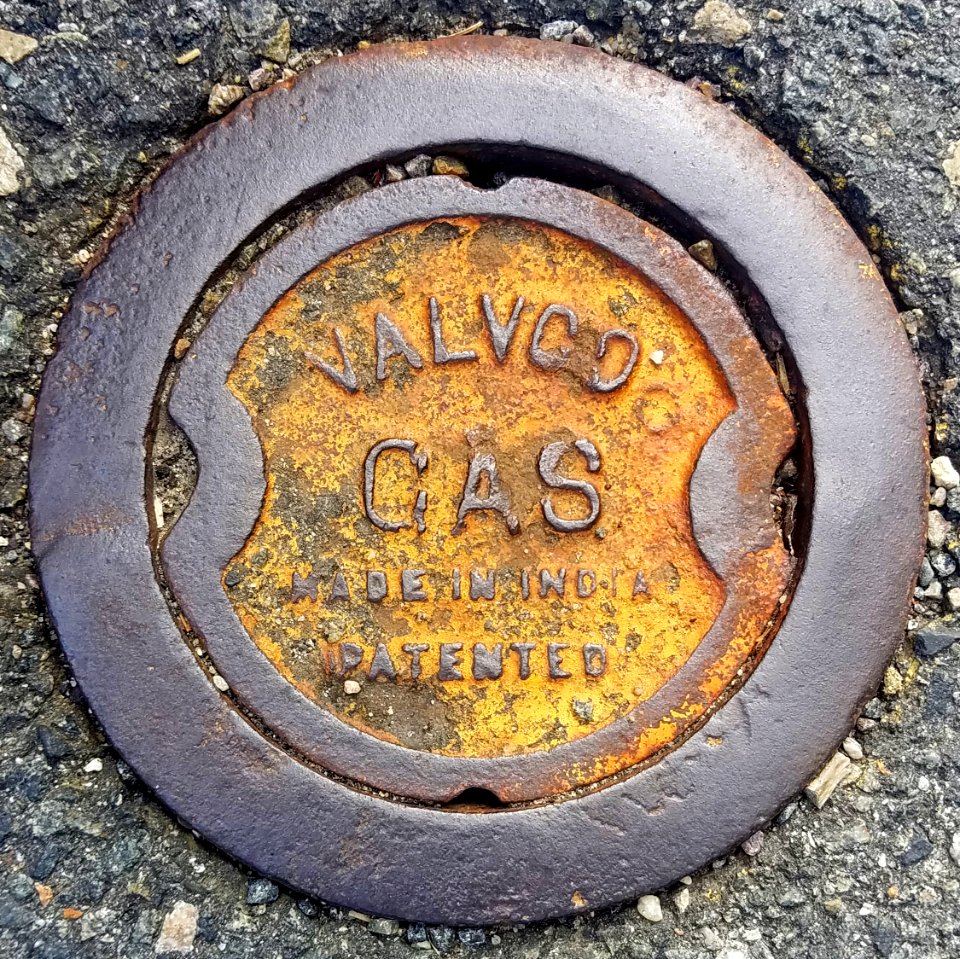 VALVCO
GAS
MADE IN INDIA
PATENTED